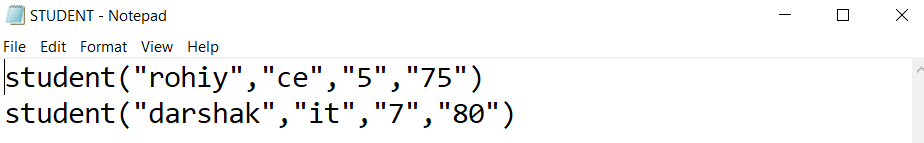 STUDENT - Notepad
File Edit Format View Help
student("rohiy","ce","5","75")
student("darshak","it","7","80")